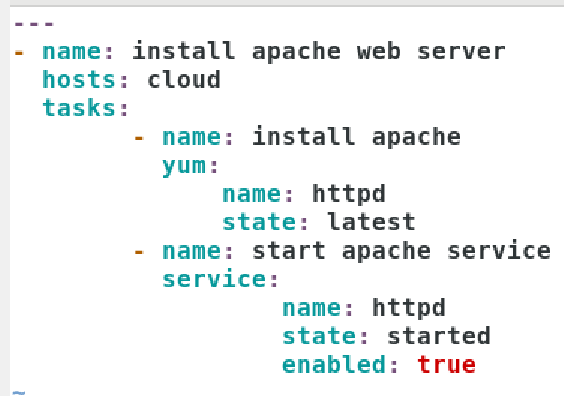 ---
- name: install apache web server
  hosts: cloud
  tasks:
        - name: install apache
          yum:
              name: httpd
              state: latest
        - name: start apache service
          service:
                  name: httpd
                  state: started
                  enabled: true
~